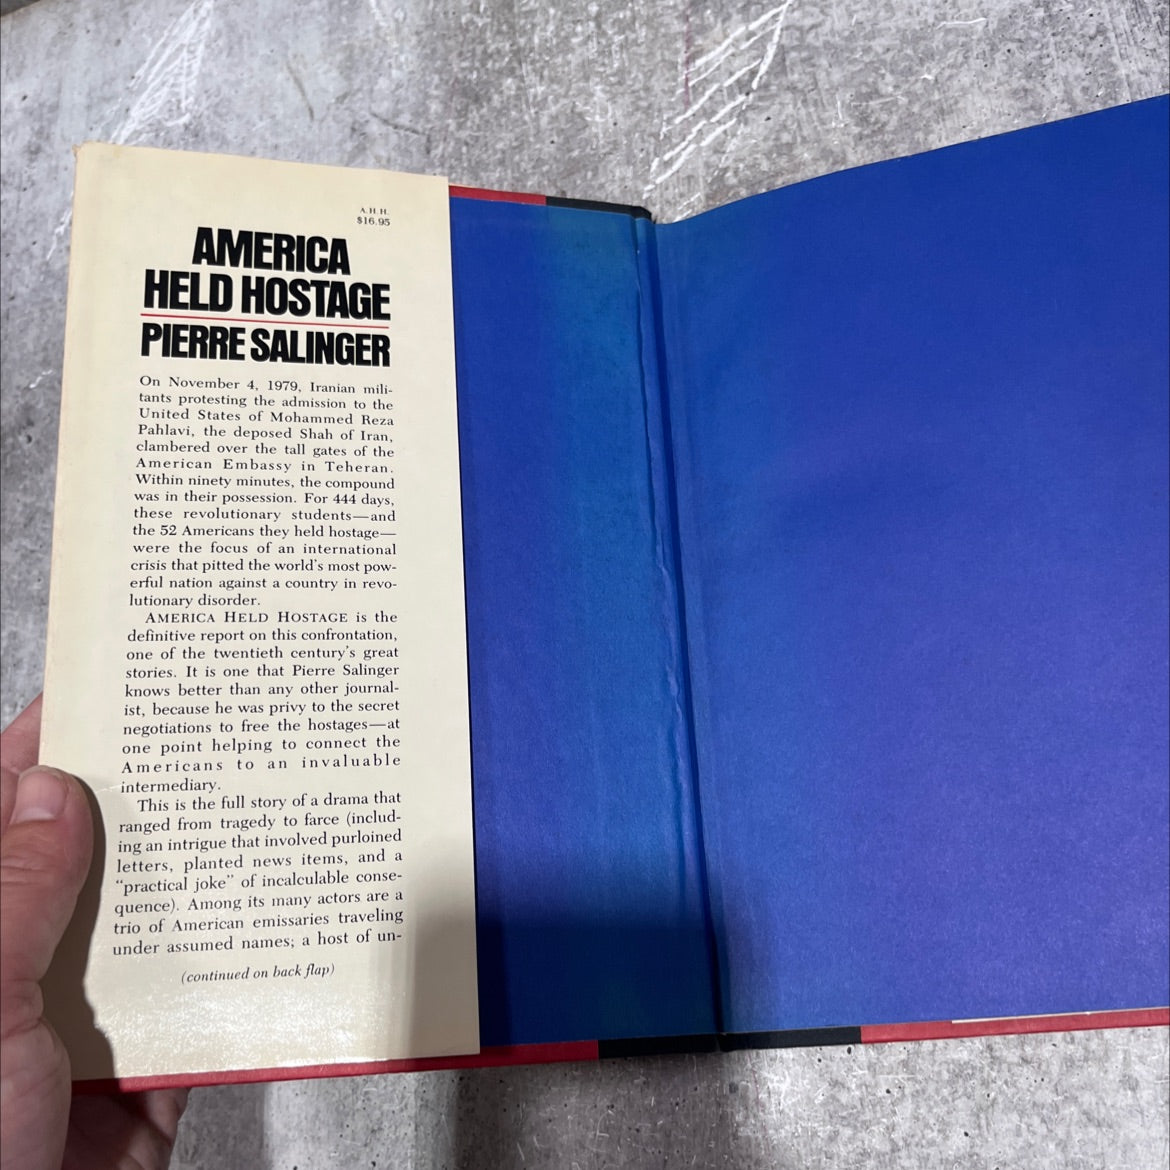 A.H.H.
$16.95
AMERICA
HELD HOSTAGE
PIERRE SALINGER
On November 4, 1979, Iranian mili-
tants protesting the admission to the
United States of Mohammed Reza
Pahlavi, the deposed Shah of Iran,
clambered over the tall gates of the
American Embassy in Teheran.
Within ninety minutes, the compound
was in their possession. For 444 days,
these revolutionary students—and
the 52 Americans they held hostage—
were the focus of an international
crisis that pitted the world's most pow-
erful nation against a country in revo-
lutionary disorder.
AMERICA HELD HOSTAGE is the
definitive report on this confrontation,
one of the twentieth century's great
stories. It is one that Pierre Salinger
knows better than any other journal-
ist, because he was privy to the secret
negotiations to free the hostages—at
one point helping to connect the
Americans to an invaluable
intermediary.
This is the full story of a drama that
ranged from tragedy to farce (includ-
ing an intrigue that involved purloined
letters, planted news items, and a
“practical joke” of incalculable conse-
quence). Among its many actors are a
trio of American emissaries traveling
under assumed names; a host of un-
(continued on back flap)